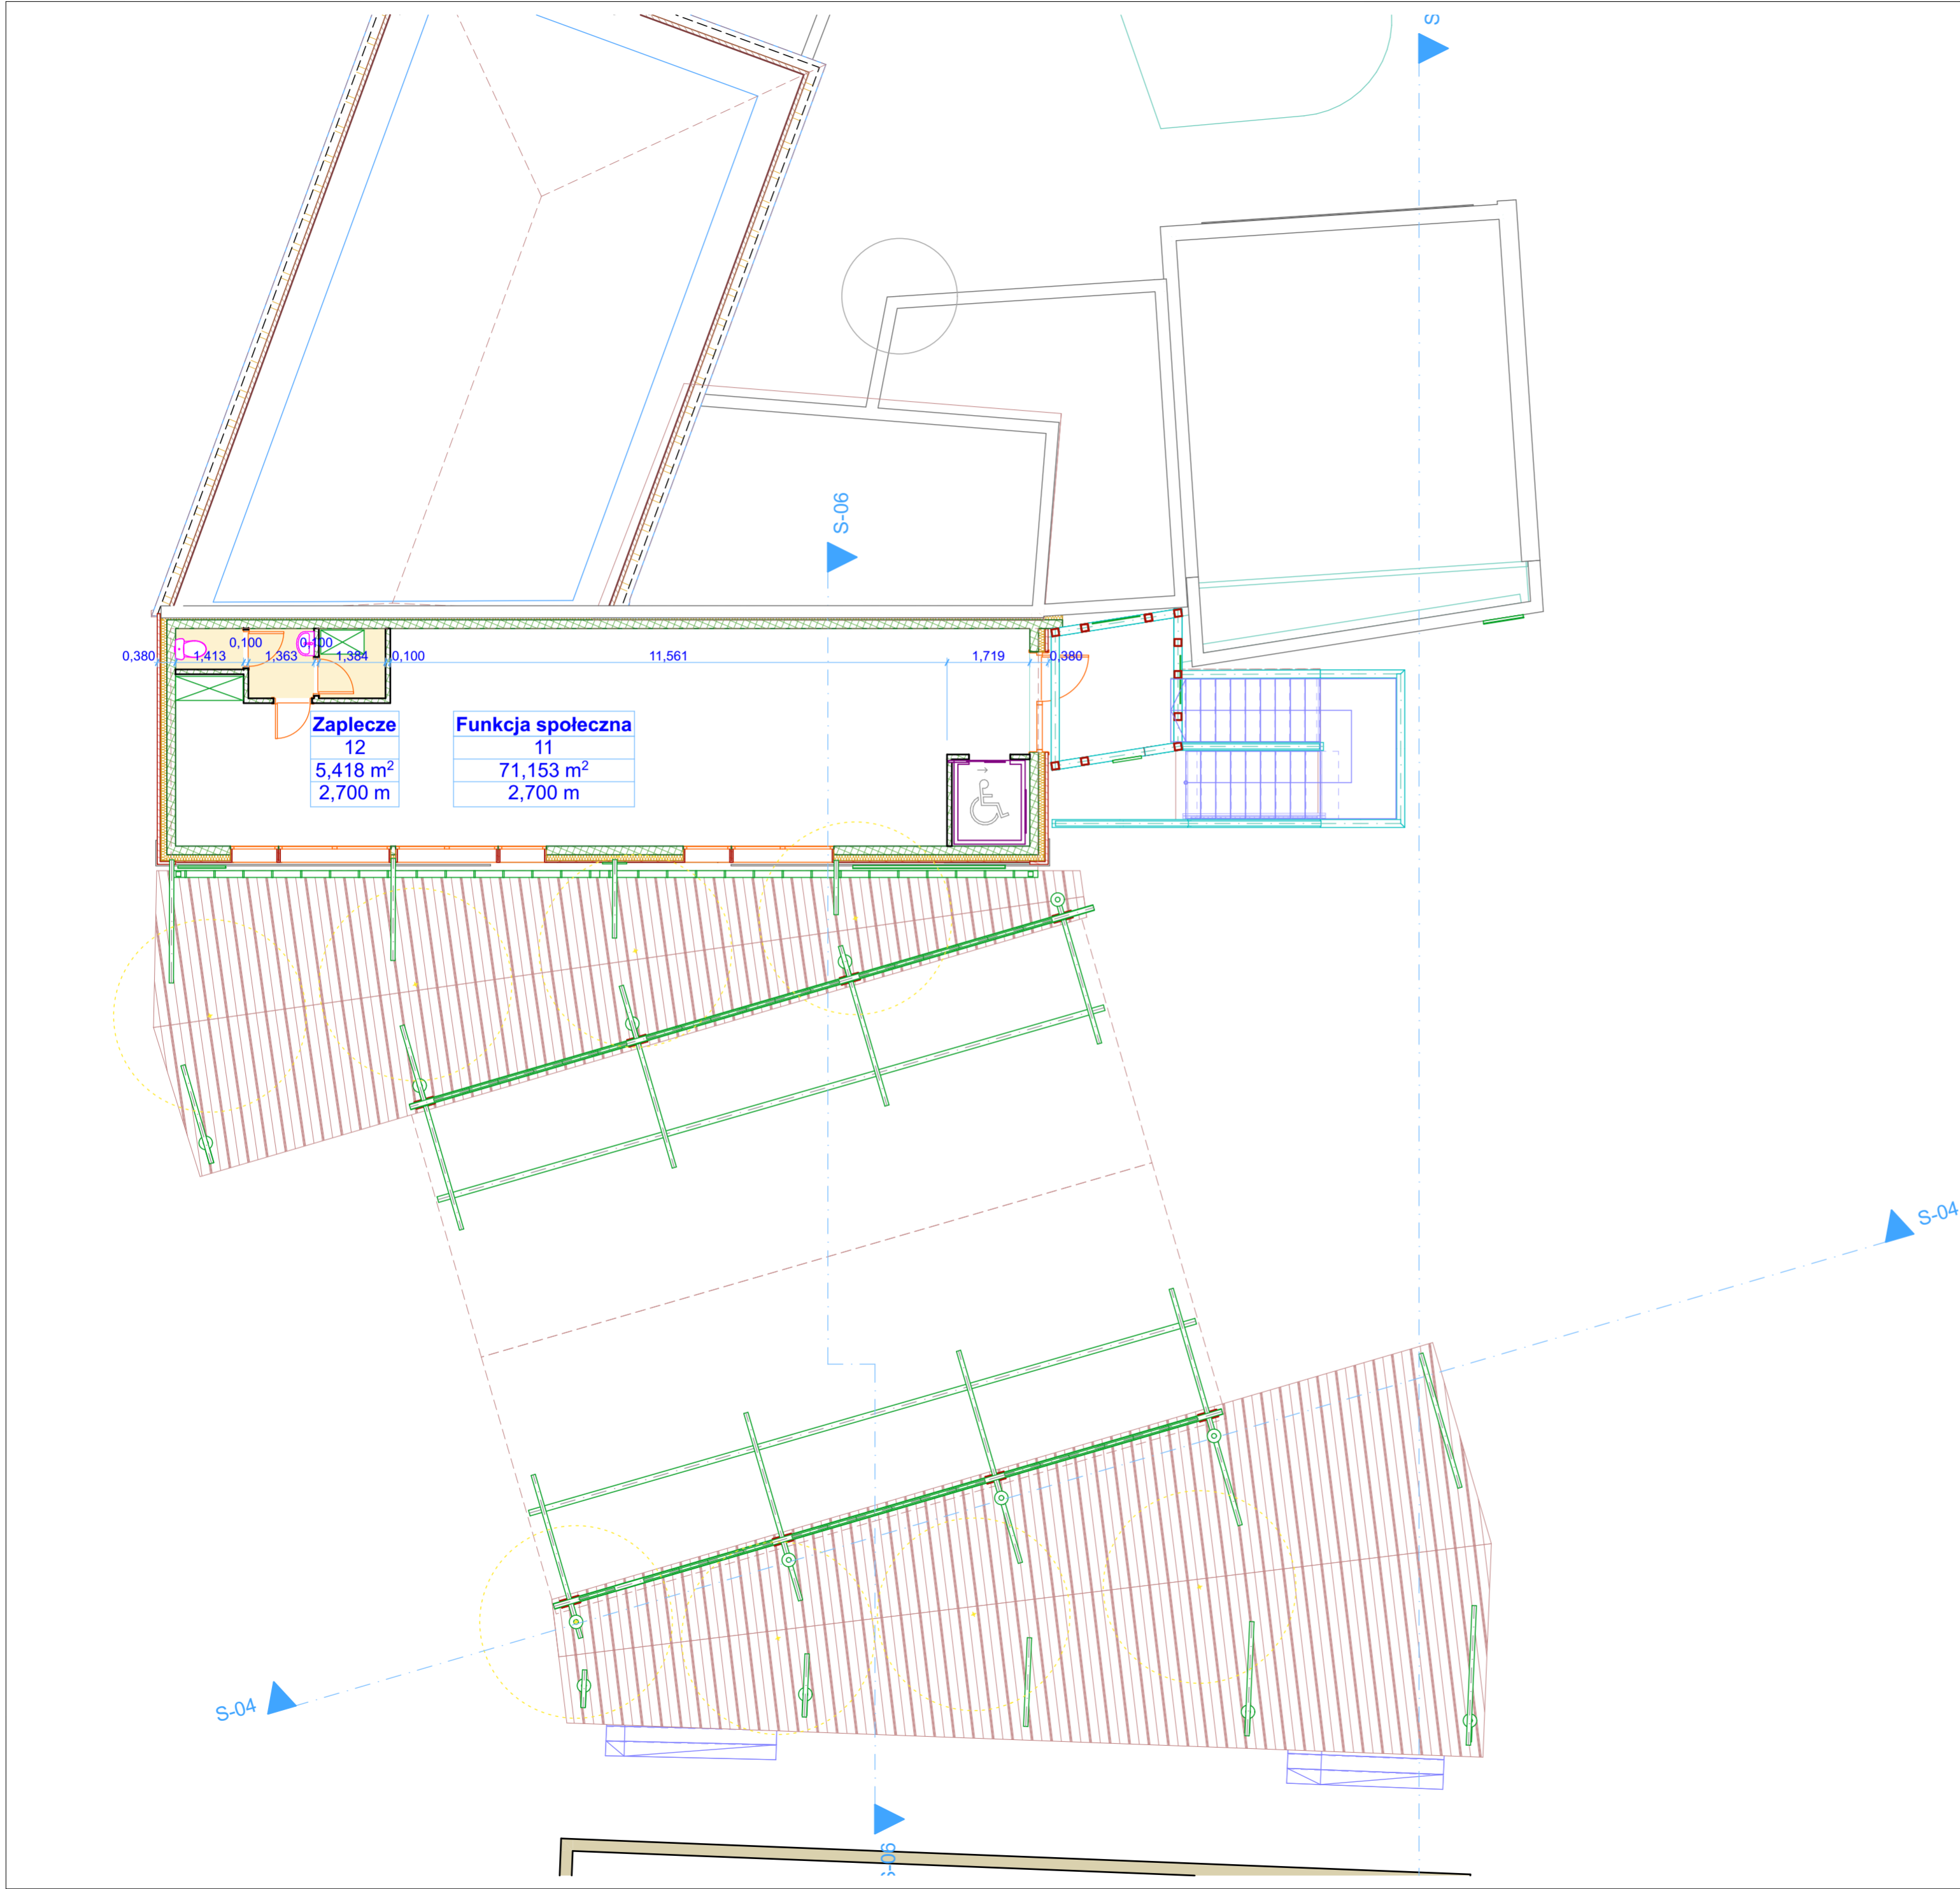 S
S-06
0,100
0,100
0,380
1,413
1,363
1,384
0,100
11,561
1,719
0,380
Zaplecze
12
5,418 m²
2,700 m
Funkcja społeczna
11
71,153 m²
2,700 m
S-04
S-04
S-06